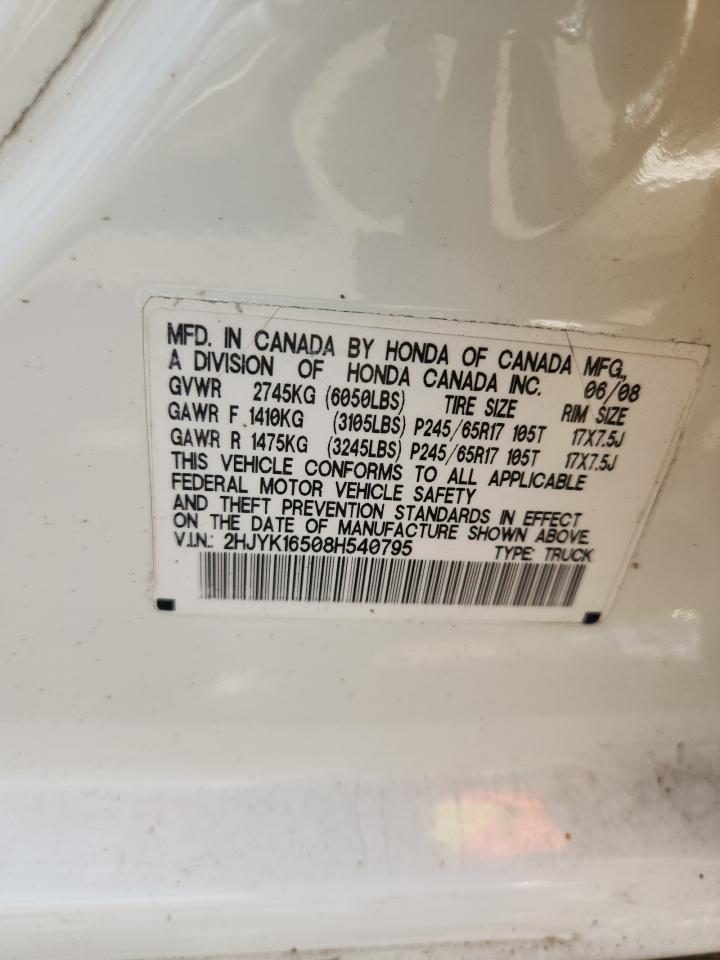 MFD. IN CANADA BY HONDA OF CANADA MFG.,
A DIVISION OF HONDA CANADA INC. 06/08
GVWR 2745KG (6050LBS) TIRE SIZE RIM SIZE
GAWR F 1410KG (3105LBS) P245/65R17 105T 17X7.5J
GAWR R 1475KG (3245LBS) P245/65R17 105T 17X7.5J
THIS VEHICLE CONFORMS TO ALL APPLICABLE
FEDERAL MOTOR VEHICLE SAFETY
AND THEFT PREVENTION STANDARDS IN EFFECT
ON THE DATE OF MANUFACTURE SHOWN ABOVE.
V.I.N.: 2HJYK16508H540795 TYPE: TRUCK